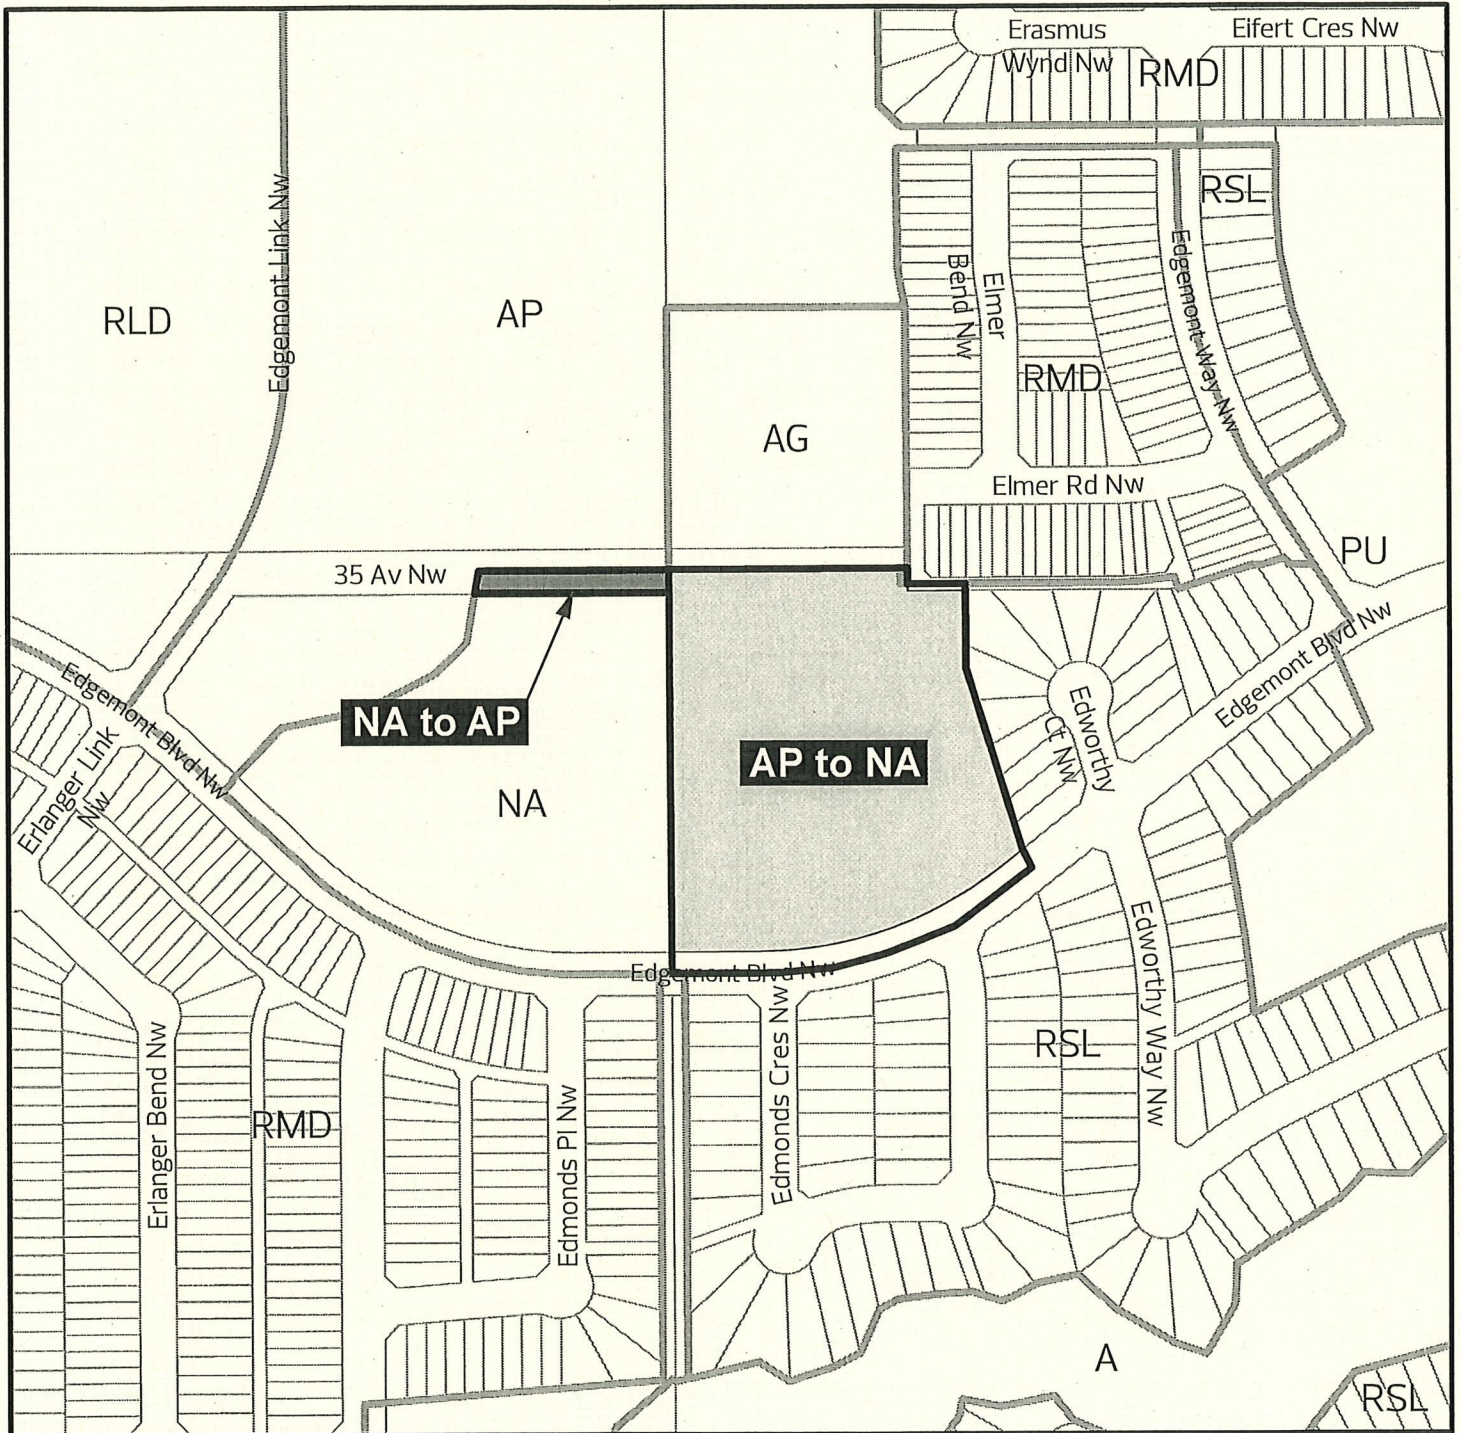 Erasmus
Wynd Nw
Eifert Cres Nw
RMD
RSL
Edgemont Link Nw
RLD
AP
Elmer
Bend Nw
Edgemont Way Nw
RMD
AG
Elmer Rd Nw
PU
35 Av Nw
Edgemont Blvd Nw
Edgemont Blvd Nw
NA to AP
Edworthy
Ct Nw
Erlanger Link
Nw
AP to NA
NA
Edgemont Blvd Nw
Edworthy Way Nw
Edmonds Cres Nw
RSL
Erlanger Bend Nw
RMD
Edmonds Pl Nw
A
RSL